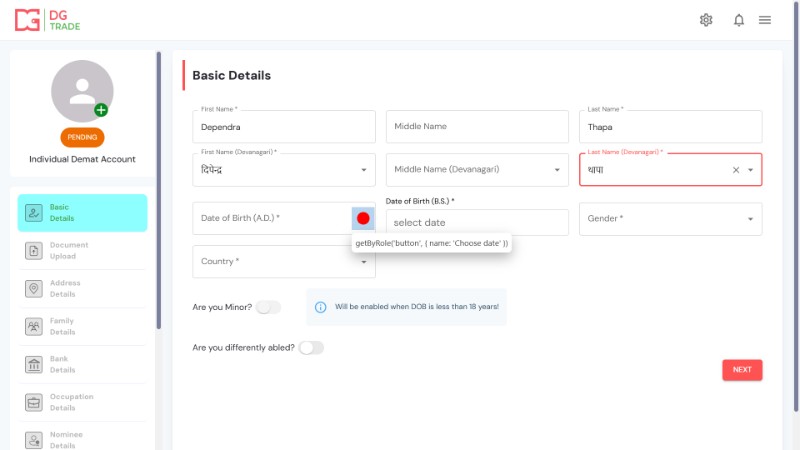 DG
TRADE
PENDING
Individual Demat Account
Basic
Details
Document
Upload
Address
Details
Family
Details
Bank
Details
Occupation
Details
Nominee
Details
Basic Details
First Name *
Dependra
Middle Name
Last Name *
Thapa
First Name (Devanagari) *
दिपेन्द्र
Middle Name (Devanagari)
Last Name (Devanagari) *
थापा
Date of Birth (A.D.) *
Date of Birth (B.S.) *
select date
Gender *
getByRole('button', { name: 'Choose date' })
Country *
Are you Minor?
Will be enabled when DOB is less than 18 years!
Are you differently abled?
NEXT